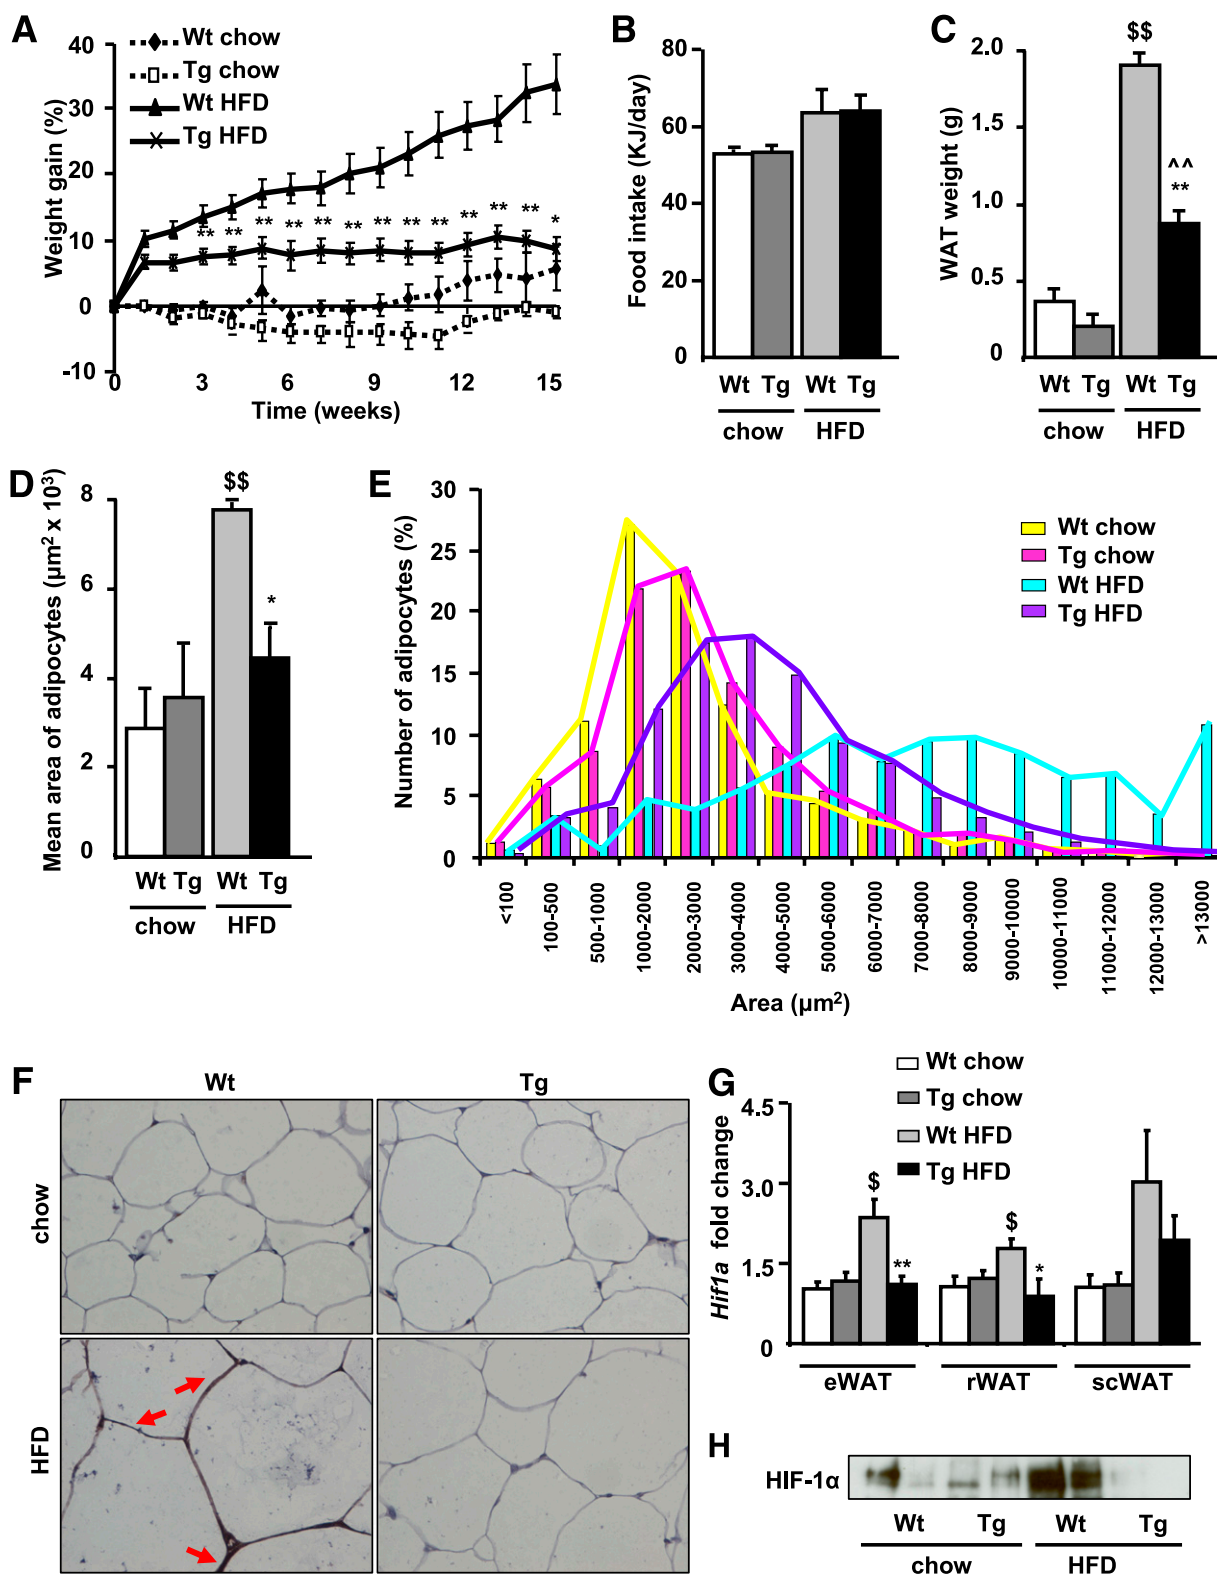 A
Weight gain (%)
40
30
20
10
0
-10
0 3 6 9 12 15
Time (weeks)
Wt chow
Tg chow
Wt HFD
Tg HFD
** ** ** ** ** ** ** ** ** ** ** ** *
B
Food intake (KJ/day)
80
60
40
20
0
Wt Tg Wt Tg
chow HFD
C
WAT weight (g)
2.0
1.5
1.0
0.5
0
$$
^^
**
Wt Tg Wt Tg
chow HFD
D
Mean area of adipocytes (µm² x 10³)
8
6
4
2
0
$$
*
Wt Tg Wt Tg
chow HFD
E
Number of adipocytes (%)
30
25
20
15
10
5
0
Wt chow
Tg chow
Wt HFD
Tg HFD
<100 100-500 500-1000 1000-2000 2000-3000 3000-4000 4000-5000 5000-6000 6000-7000 7000-8000 8000-9000 9000-10000 10000-11000 11000-12000 12000-13000 >13000
Area (µm²)
F
Wt Tg
chow
HFD
G
Hif1a fold change
4.5
3.0
1.5
0
Wt chow
Tg chow
Wt HFD
Tg HFD
$ ** $ *
eWAT rWAT scWAT
H
HIF-1α
Wt Tg Wt Tg
chow HFD